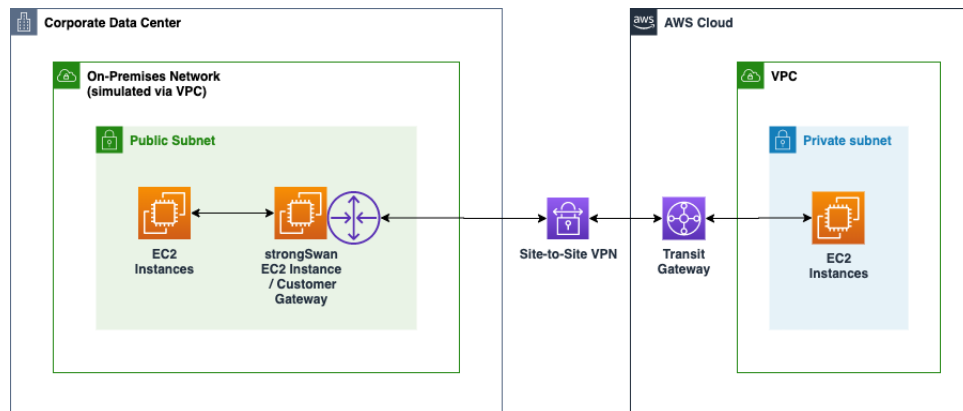 Corporate Data Center
On-Premises Network
(simulated via VPC)
Public Subnet
EC2
Instances
strongSwan
EC2 Instance
/ Customer
Gateway
Site-to-Site VPN
aws
AWS Cloud
Transit
Gateway
VPC
Private subnet
EC2
Instances